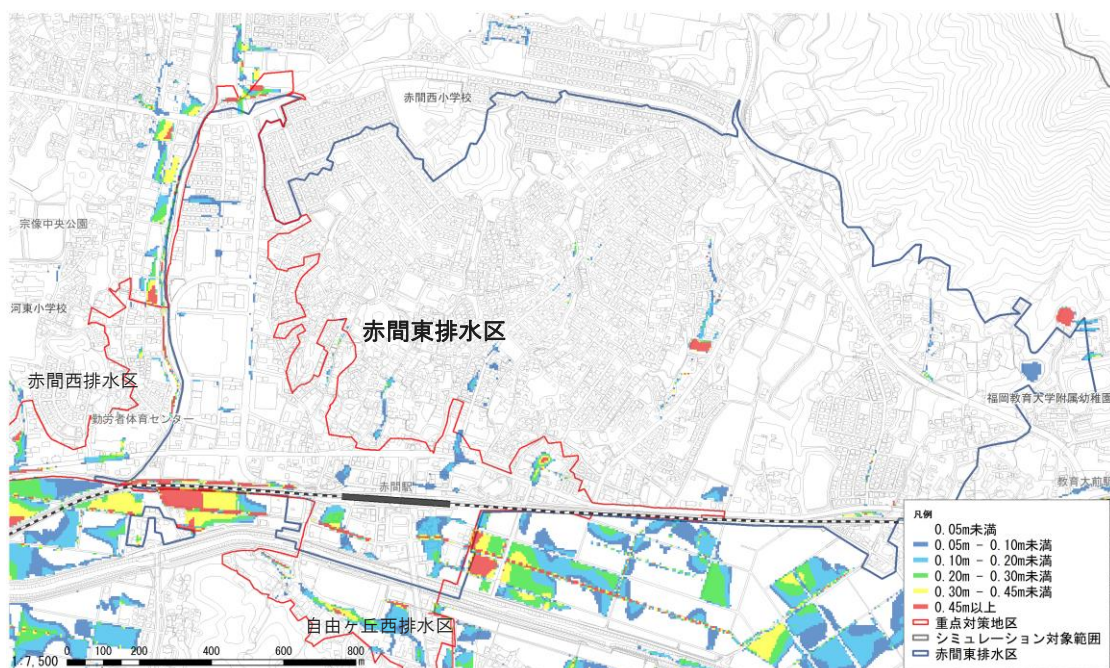 赤間西小学校
宗像中央公園
河東小学校
赤間東排水区
赤間西排水区
勤労者体育センター
福岡教育大学附属幼稚園
赤間駅
教育大前駅
自由ヶ丘西排水区
凡例
0.05m未満
0.05m - 0.10m未満
0.10m - 0.20m未満
0.20m - 0.30m未満
0.30m - 0.45m未満
0.45m以上
重点対策地区
シミュレーション対象範囲
赤間東排水区
1:7,500 0 100 200 400 600 800
m